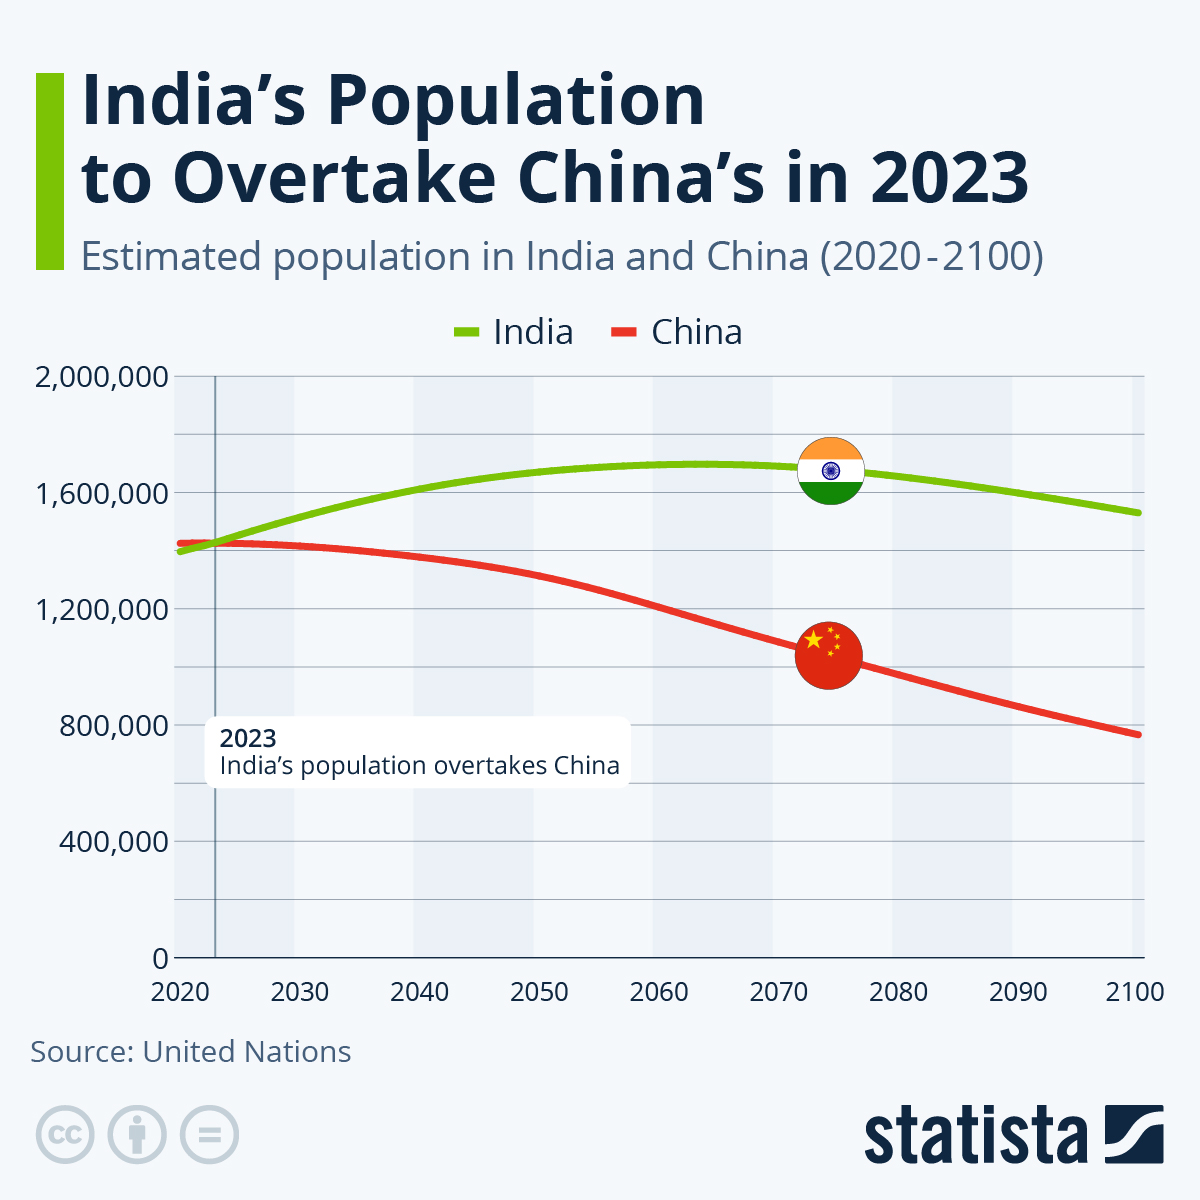 India’s Population
to Overtake China’s in 2023
Estimated population in India and China (2020-2100)
India China
2,000,000
1,600,000
1,200,000
800,000
2023
India’s population overtakes China
400,000
0
2020 2030 2040 2050 2060 2070 2080 2090 2100
Source: United Nations
cc
statista